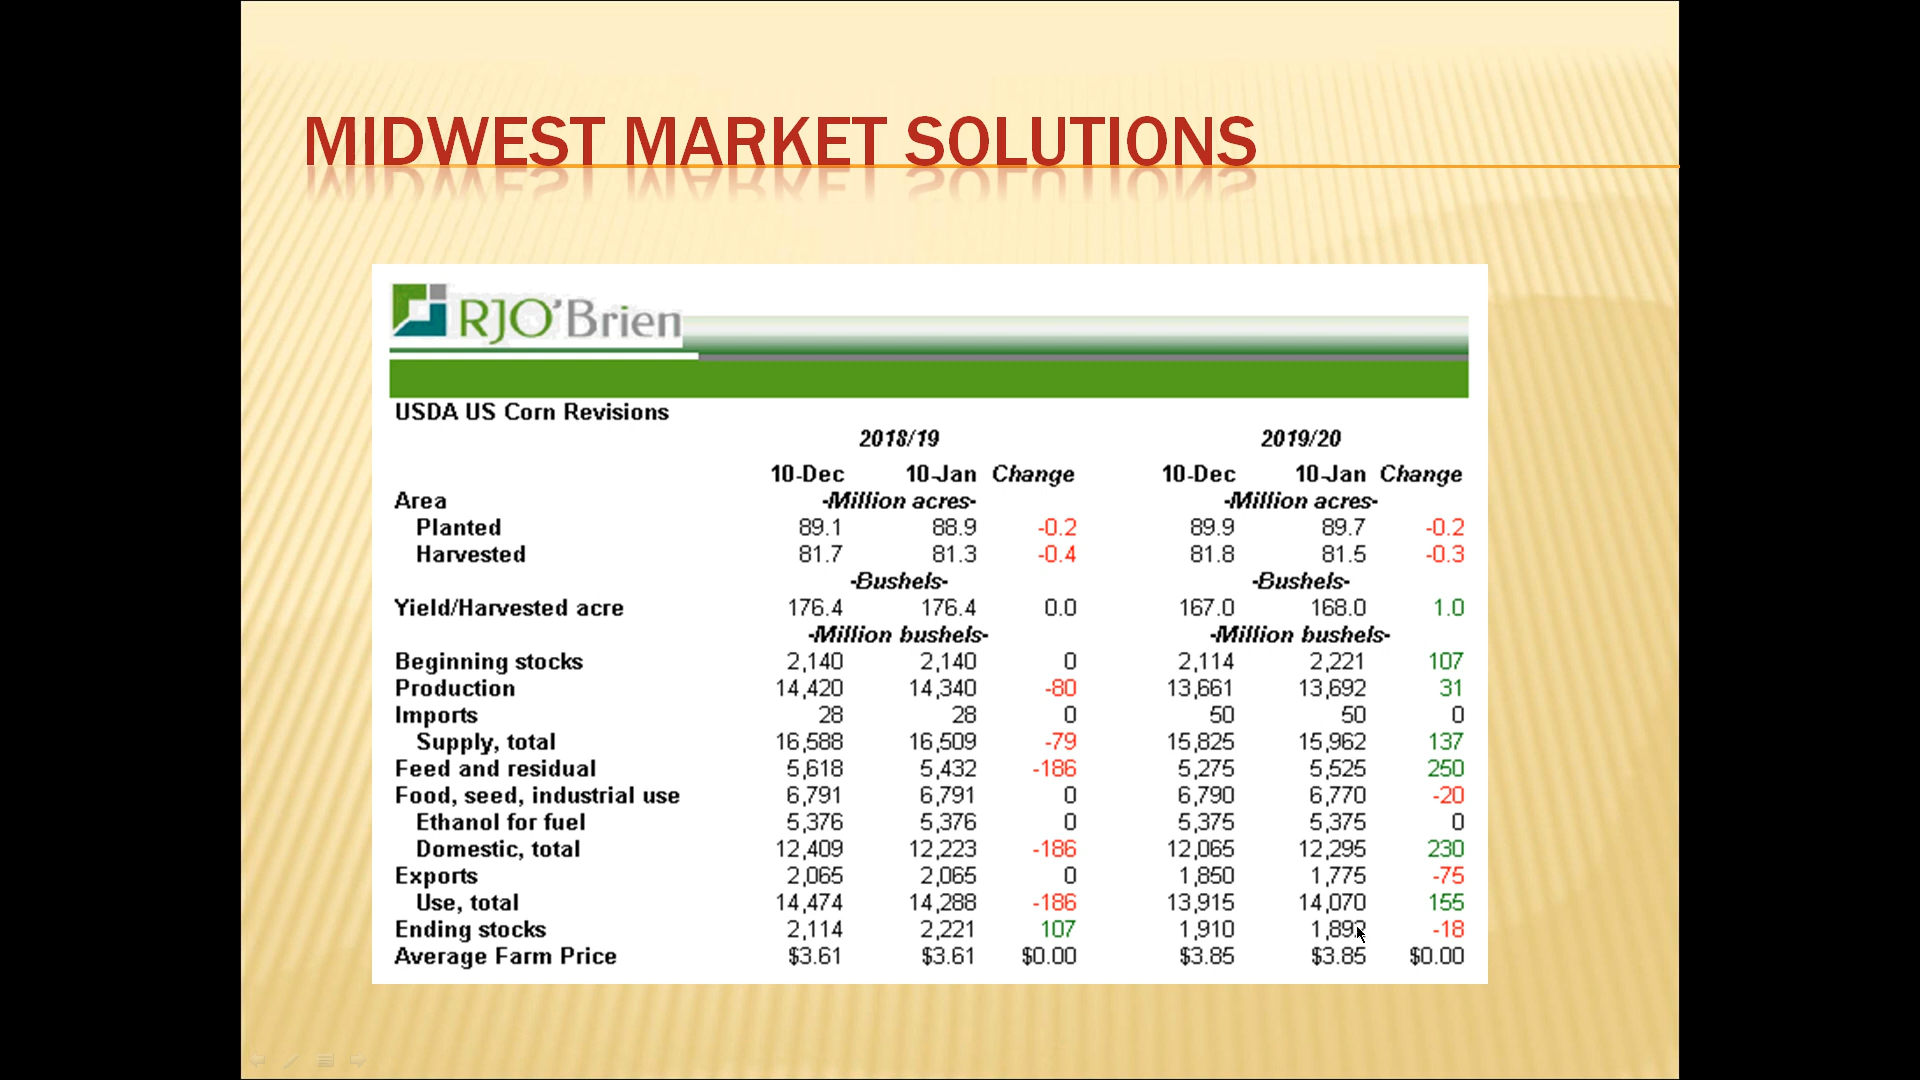 MIDWEST MARKET SOLUTIONS
RJO'Brien
USDA US Corn Revisions
2018/19 2019/20
10-Dec 10-Jan Change 10-Dec 10-Jan Change
Area -Million acres- -Million acres-
Planted 89.1 88.9 -0.2 89.9 89.7 -0.2
Harvested 81.7 81.3 -0.4 81.8 81.5 -0.3
-Bushels- -Bushels-
Yield/Harvested acre 176.4 176.4 0.0 167.0 168.0 1.0
-Million bushels- -Million bushels-
Beginning stocks 2,140 2,140 0 2,114 2,221 107
Production 14,420 14,340 -80 13,661 13,692 31
Imports 28 28 0 50 50 0
Supply, total 16,588 16,509 -79 15,825 15,962 137
Feed and residual 5,618 5,432 -186 5,275 5,525 250
Food, seed, industrial use 6,791 6,791 0 6,790 6,770 -20
Ethanol for fuel 5,376 5,376 0 5,375 5,375 0
Domestic, total 12,409 12,223 -186 12,065 12,295 230
Exports 2,065 2,065 0 1,850 1,775 -75
Use, total 14,474 14,288 -186 13,915 14,070 155
Ending stocks 2,114 2,221 107 1,910 1,892 -18
Average Farm Price $3.61 $3.61 $0.00 $3.85 $3.85 $0.00